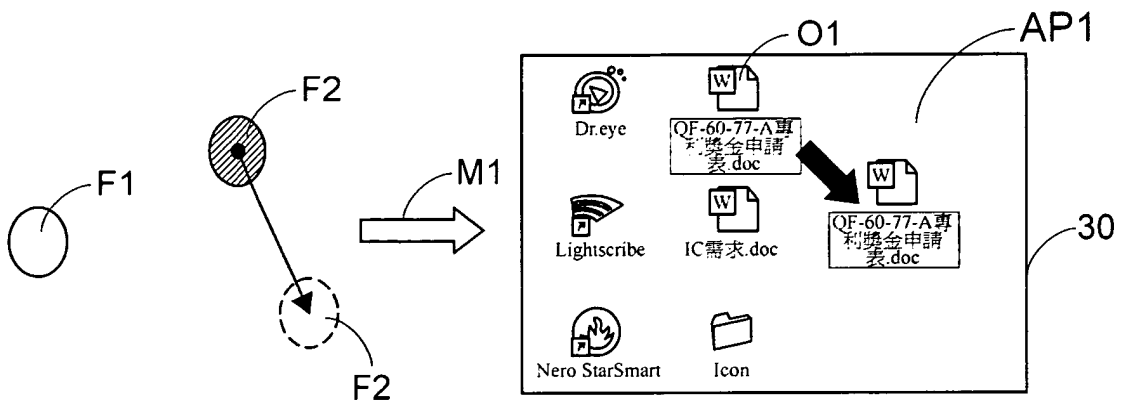 O1
AP1
F2
F1
M1
Dr.eye
QF-60-77-A專
利獎金申請
表.doc
Lightscribe
IC需求.doc
QF-60-77-A專
利獎金申請
表.doc
30
F2
Nero StarSmart
Icon
W
W
W